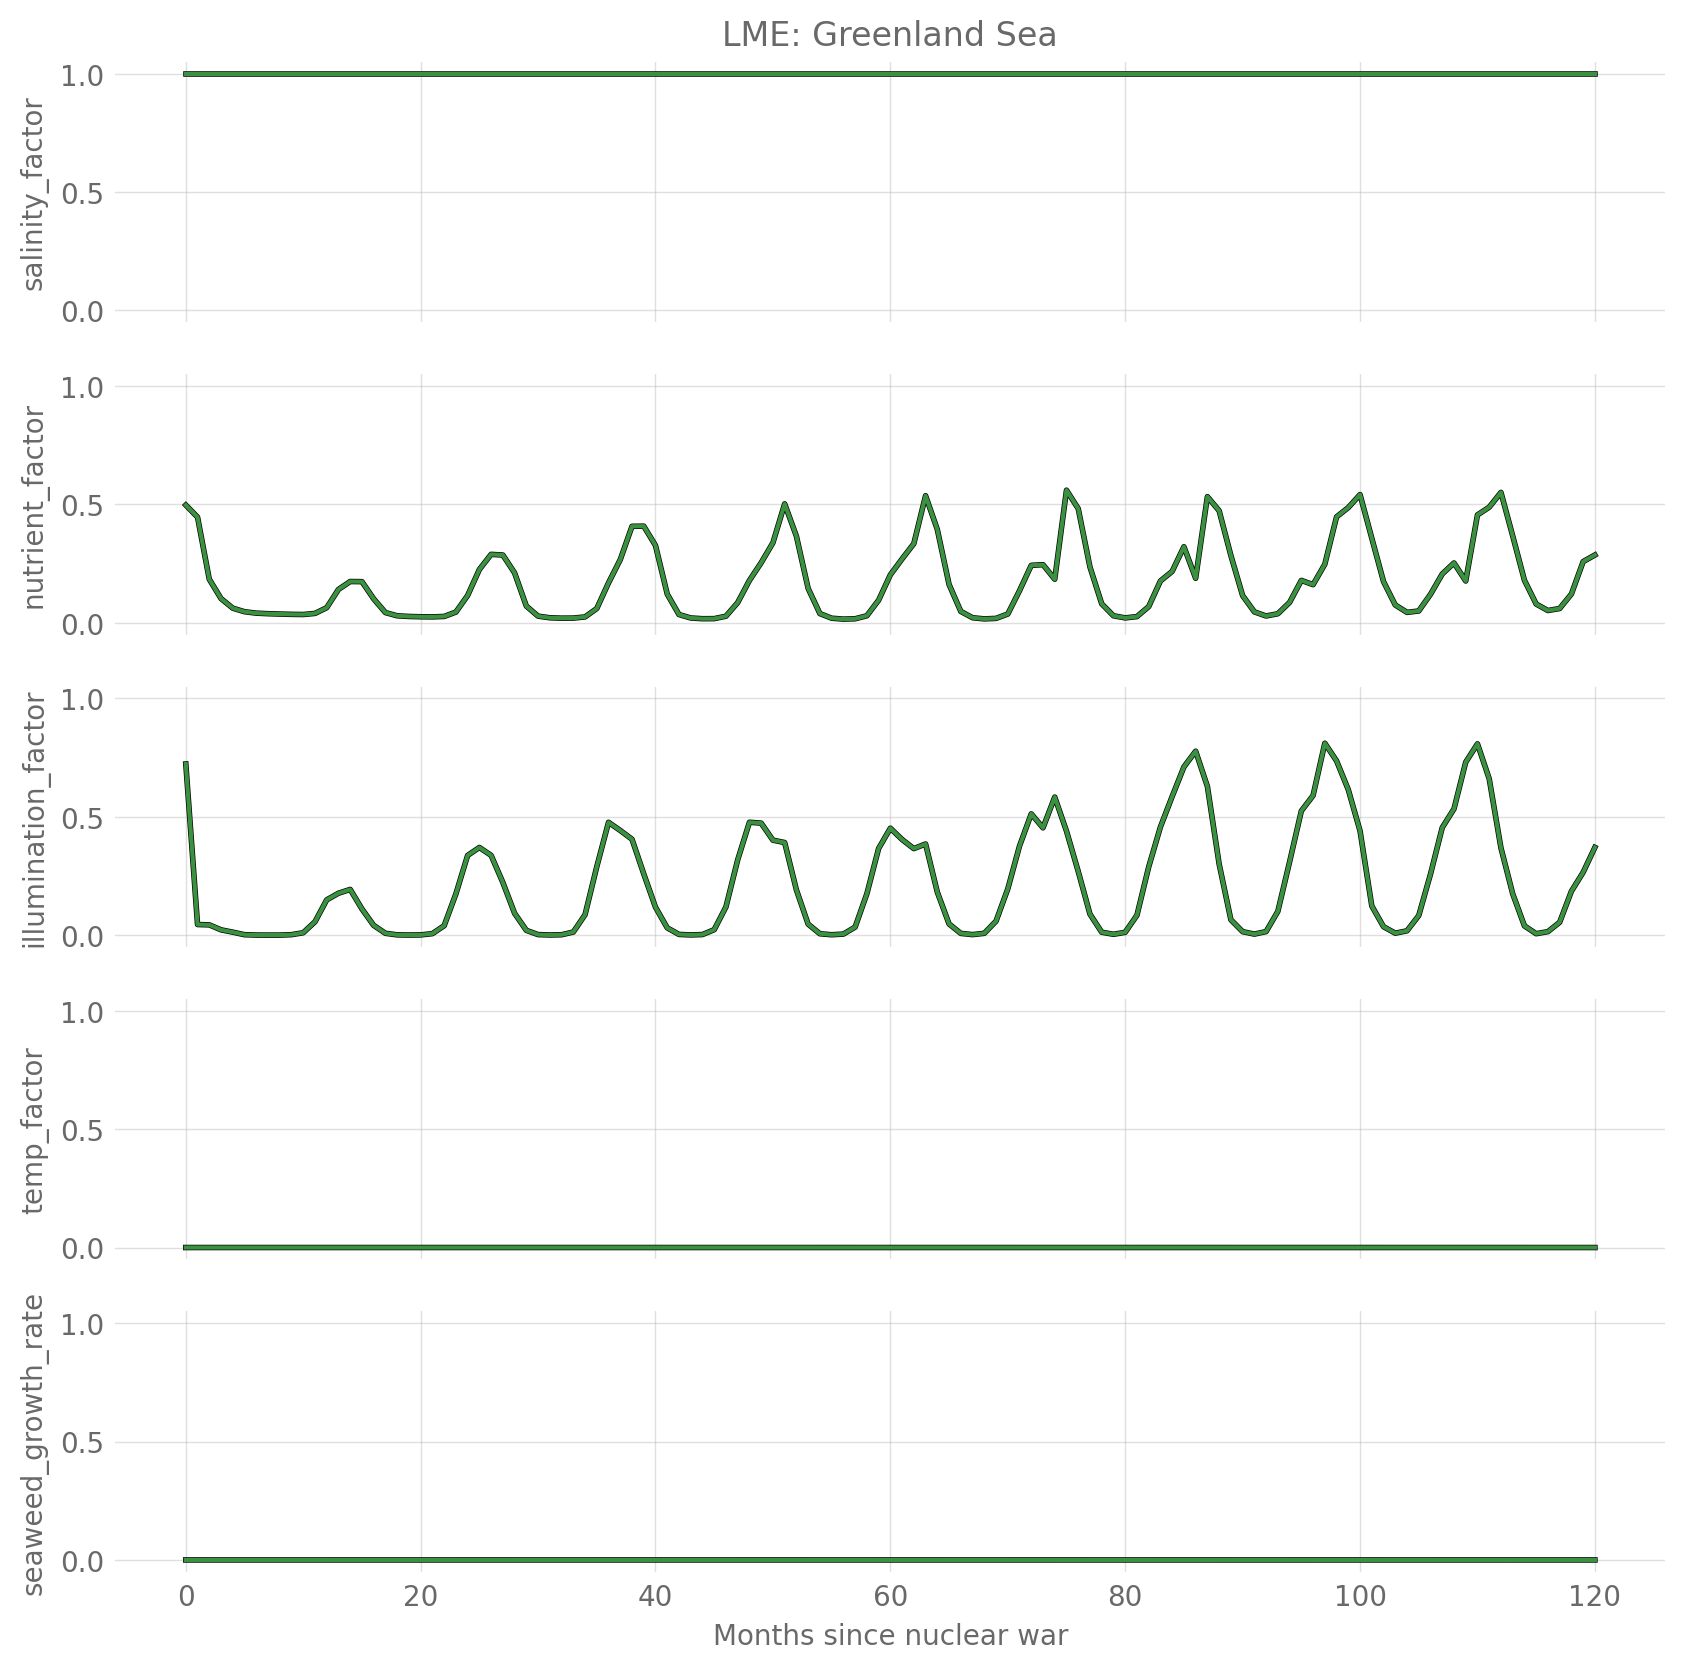 LME: Greenland Sea
salinity_factor
1.0
0.5
0.0
nutrient_factor
1.0
0.5
0.0
illumination_factor
1.0
0.5
0.0
temp_factor
1.0
0.5
0.0
seaweed_growth_rate
1.0
0.5
0.0
0 20 40 60 80 100 120
Months since nuclear war